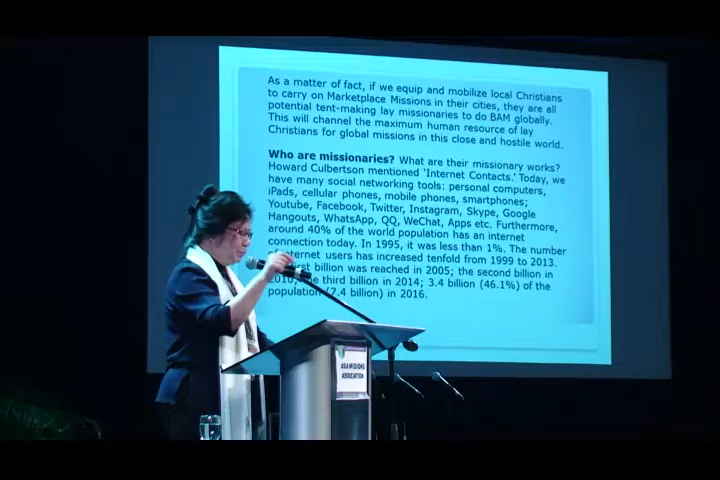 As a matter of fact, if we equip and mobilize local Christians
to carry on Marketplace Missions in their cities, they are all
potential tent-making lay missionaries to do BAM globally.
This will channel the maximum human resource of lay
Christians for global missions in this close and hostile world.
Who are missionaries? What are their missionary works?
Howard Culbertson mentioned 'Internet Contacts.' Today, we
have many social networking tools: personal computers,
iPads, cellular phones, mobile phones, smartphones;
Youtube, Facebook, Twitter, Instagram, Skype, Google
Hangouts, WhatsApp, QQ, WeChat, Apps etc. Furthermore,
around 40% of the world population has an internet
connection today. In 1995, it was less than 1%. The number
internet users has increased tenfold from 1999 to 2013.
billion was reached in 2005; the second billion in
2010; third billion in 2014; 3.4 billion (46.1%) of the
population (7.4 billion) in 2016.
ASIA MISSIONS
ASSOCIATION